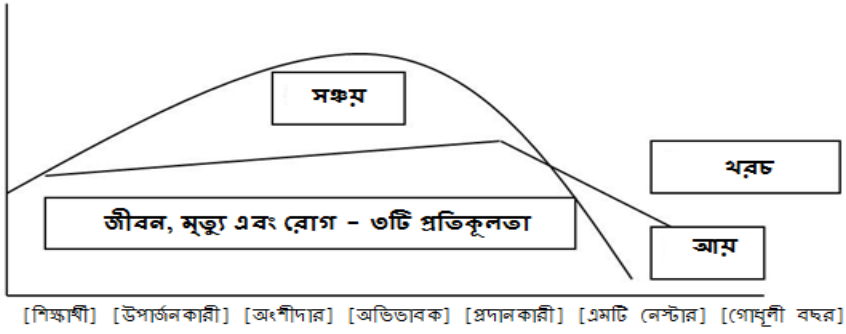 সঞ্চয়
খরচ
জীবন, মৃত্যু এবং রোগ - ৩টি প্রতিকূলতা
আয়
[শিক্ষার্থী] [উপার্জনকারী] [অংশীদার] [অভিভাবক] [প্রদানকারী] [এমটি নেস্টার] [গোধূলী বছর]